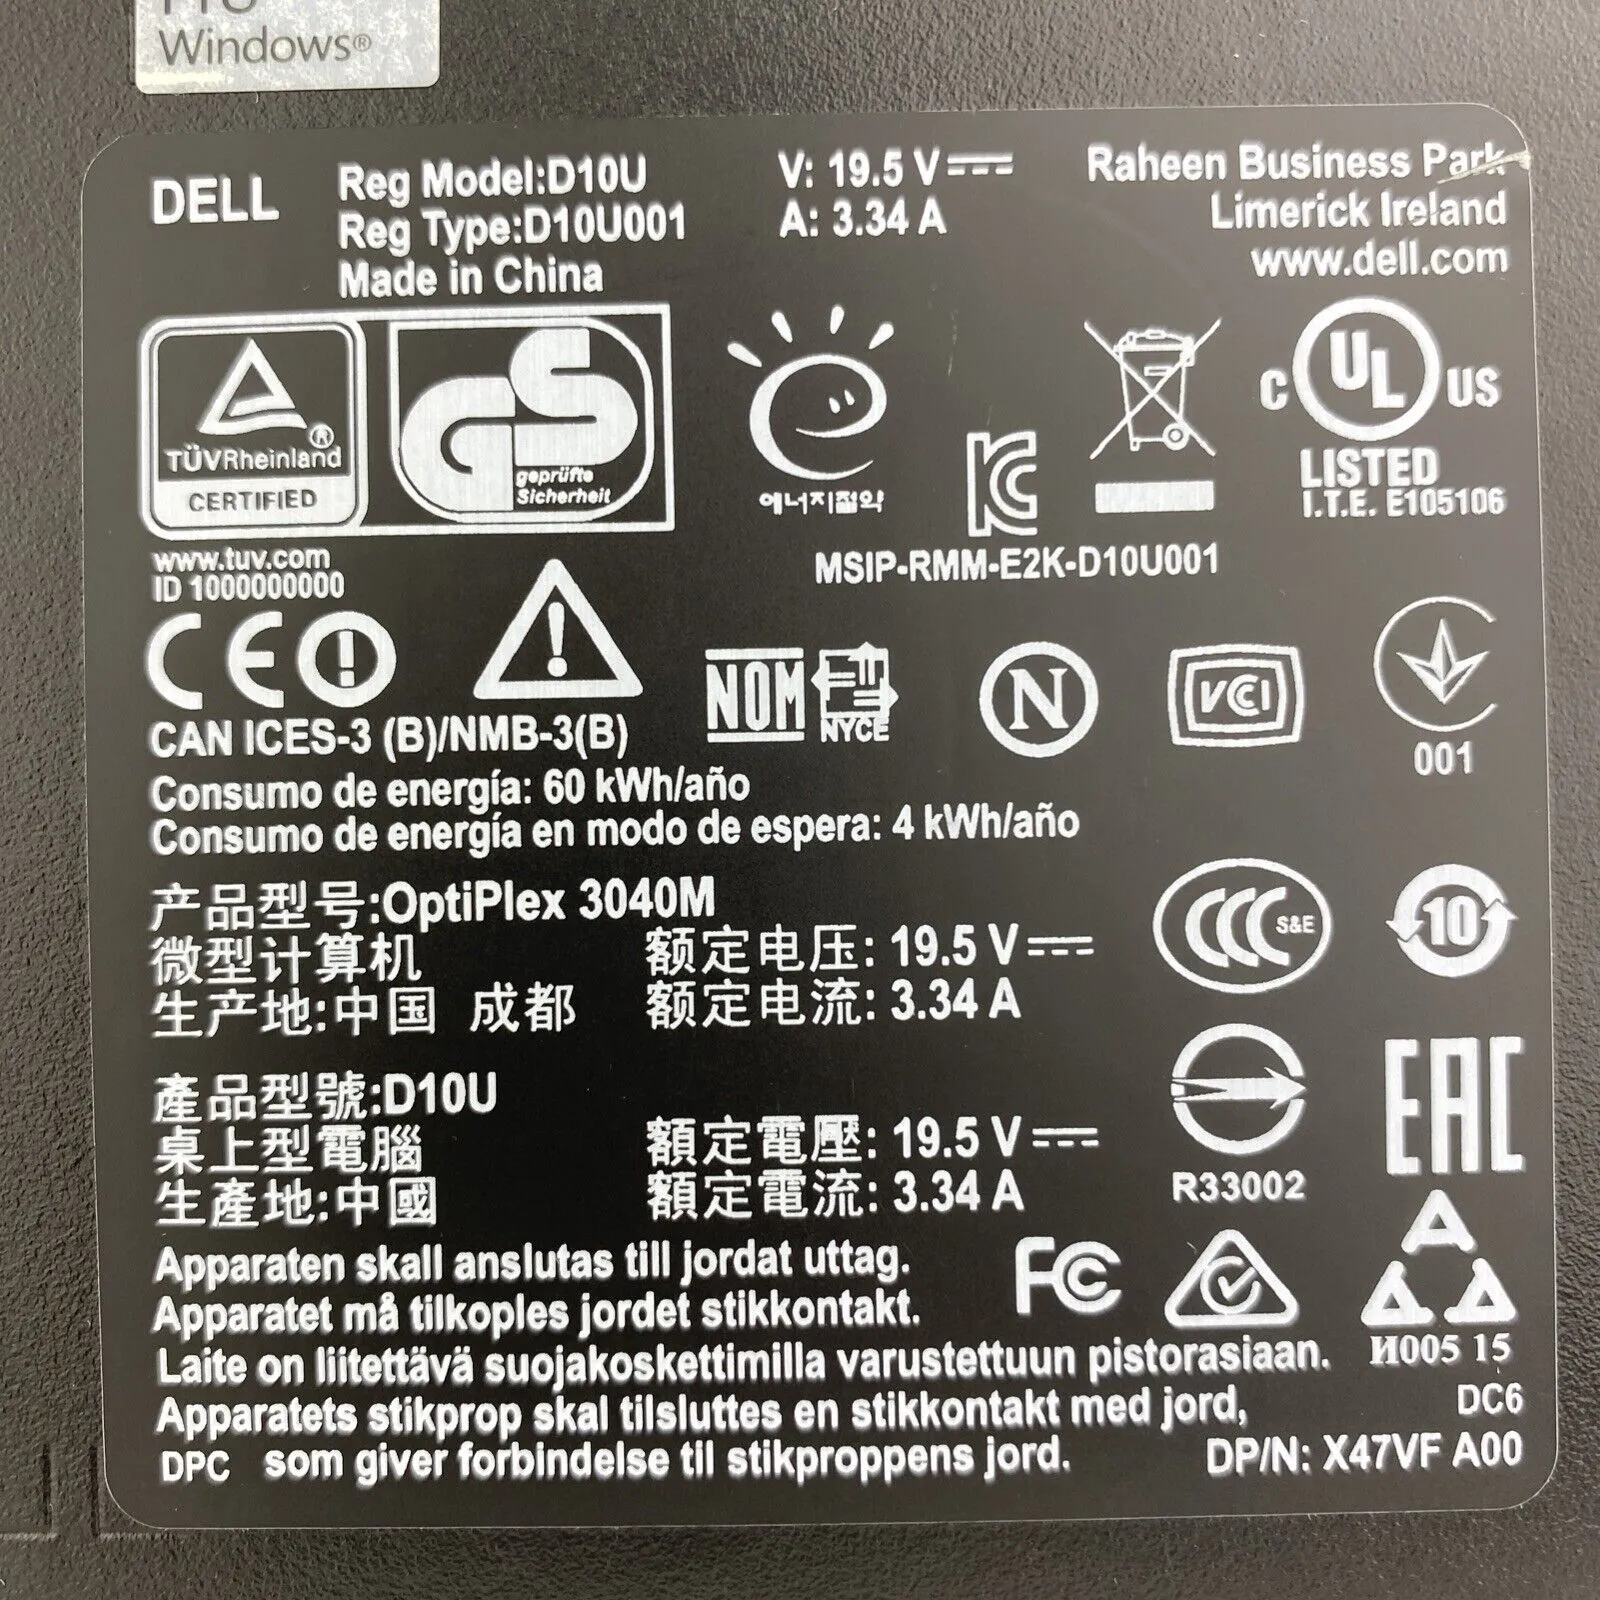 Windows®
DELL
Reg Model:D10U
Reg Type:D10U001
Made in China
V: 19.5 V
A: 3.34 A
Raheen Business Park
Limerick Ireland
www.dell.com
TÜVRheinland®
CERTIFIED
GS
geprüfte
Sicherheit
에너지절약
C UL US
LISTED
I.T.E. E105106
www.tuv.com
ID 1000000000
MSIP-RMM-E2K-D10U001
CE
CAN ICES-3 (B)/NMB-3(B)
NOM
NYCE
N
VCI
001
Consumo de energía: 60 kWh/año
Consumo de energía en modo de espera: 4 kWh/año
产品型号:OptiPlex 3040M
微型计算机
生产地:中国 成都
额定电压: 19.5 V
额定电流: 3.34 A
CCC S&E
10
產品型號:D10U
桌上型電腦
生產地:中國
額定電壓: 19.5 V
額定電流: 3.34 A
R33002
EAC
Apparaten skall anslutas till jordat uttag.
Apparatet må tilkoples jordet stikkontakt.
Laite on liitettävä suojakoskettimilla varustettuun pistorasiaan.
Apparatets stikprop skal tilsluttes en stikkontakt med jord,
DPC som giver forbindelse til stikproppens jord.
FC
И005 15
DC6
DP/N: X47VF A00